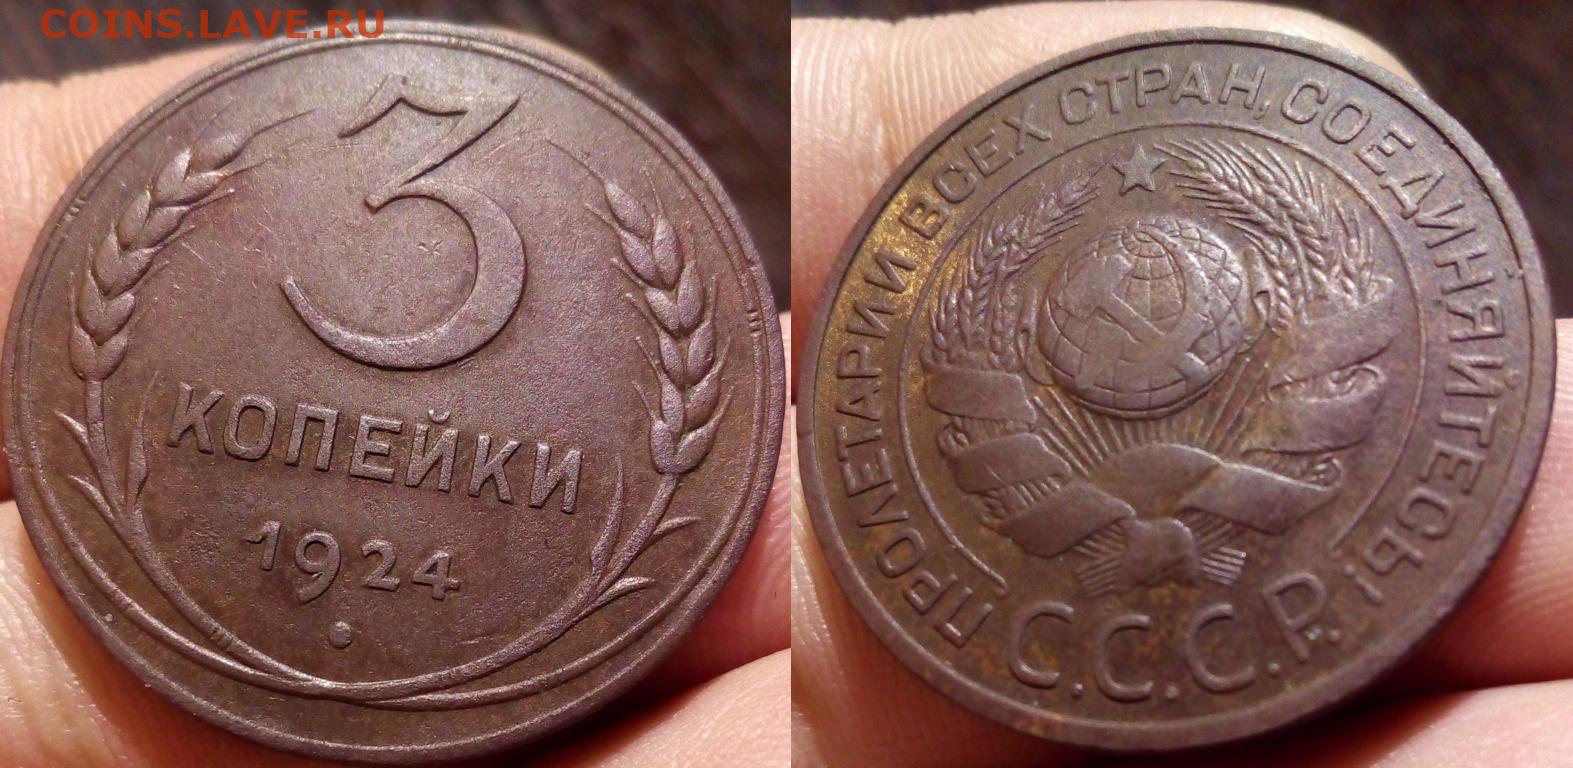 COINS.LAVE.RU
3
КОПЕЙКИ
1924
ПРОЛЕТАРИИ ВСЕХ СТРАН, СОЕДИНЯЙТЕСЬ!
С.С.С.Р.